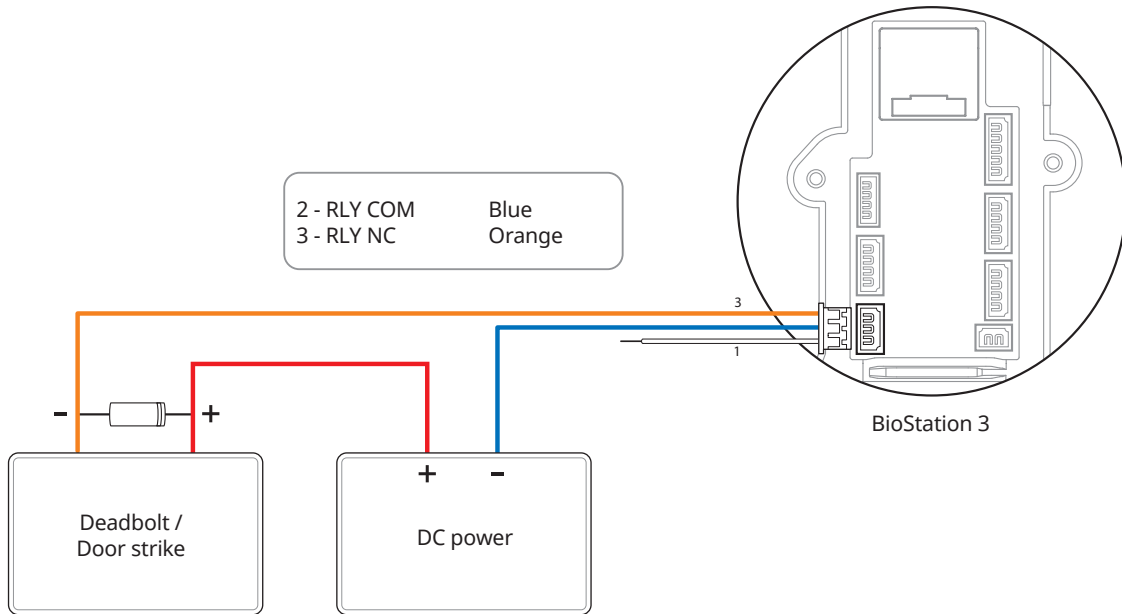 2 - RLY COM Blue
3 - RLY NC Orange
3
1
BioStation 3
- +
+ -
Deadbolt /
Door strike
DC power